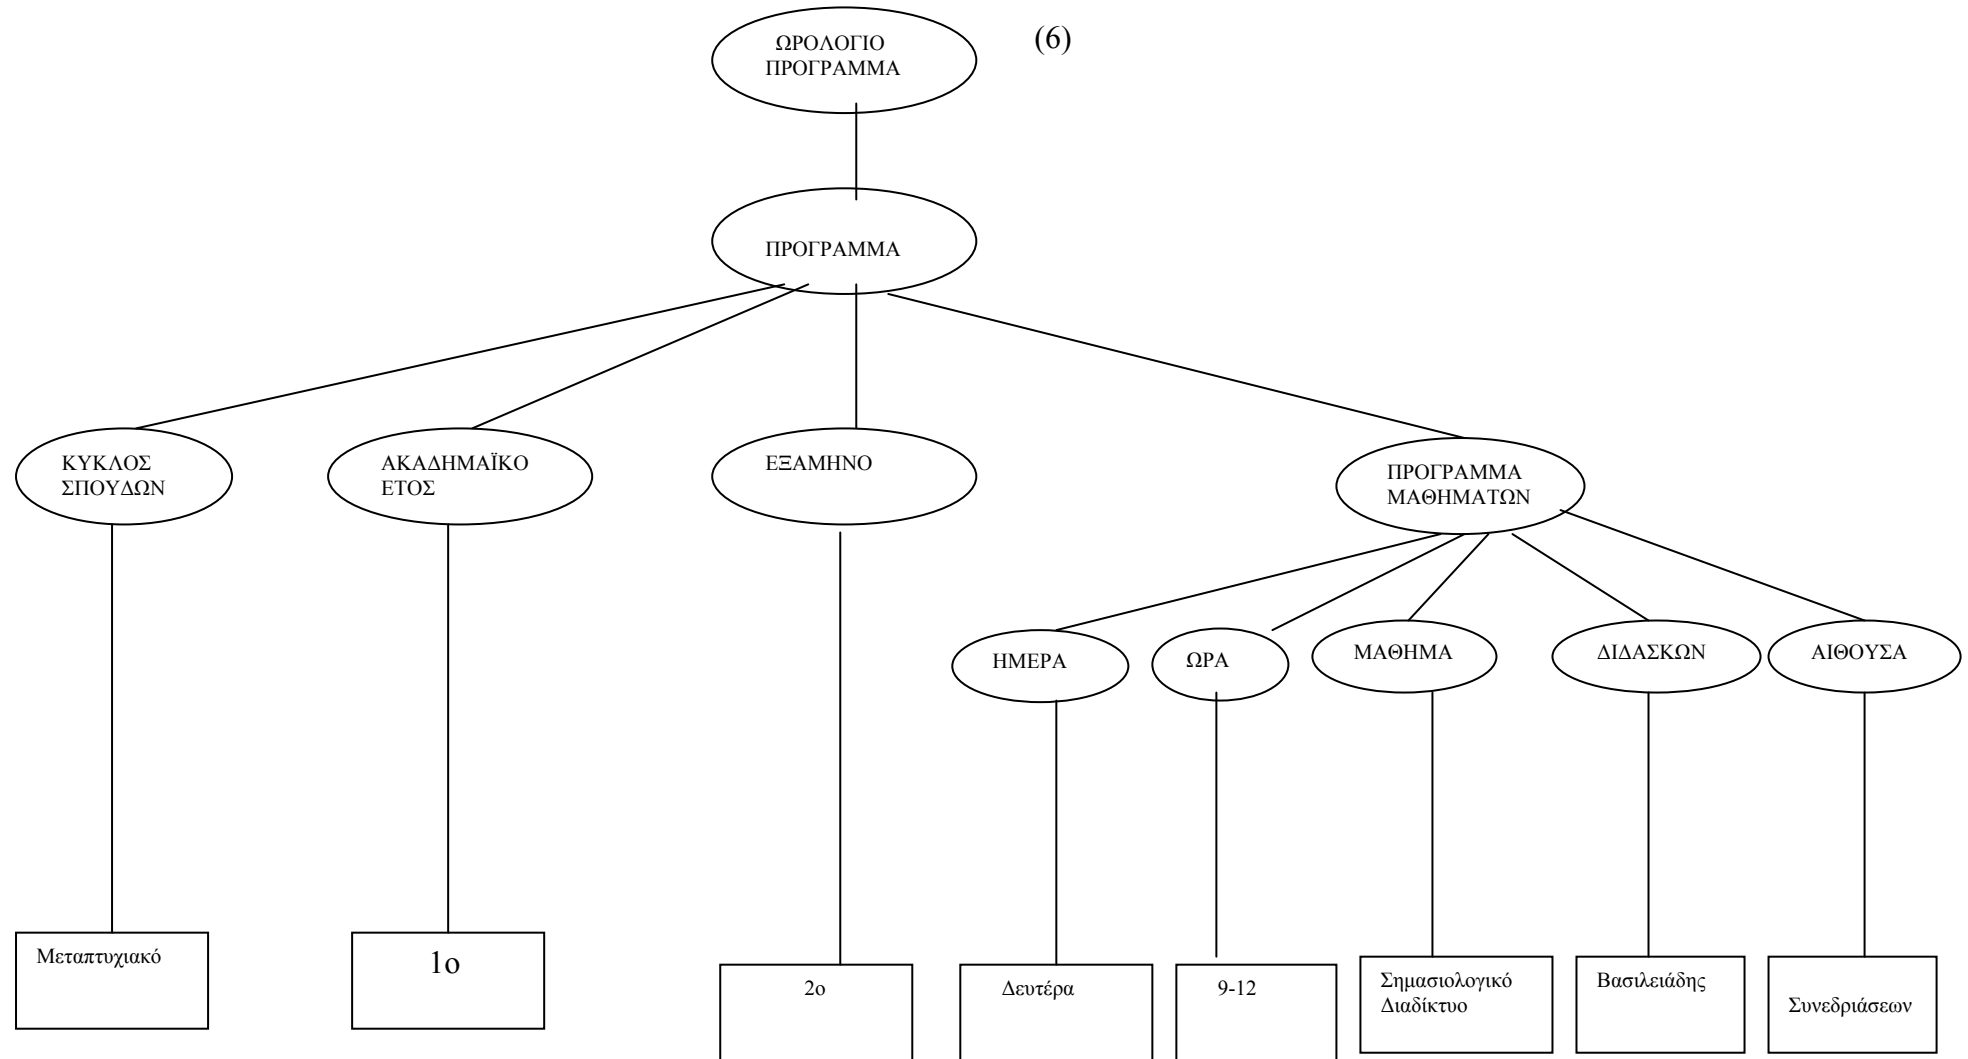 ΩΡΟΛΟΓΙΟ
ΠΡΟΓΡΑΜΜΑ
(6)
ΠΡΟΓΡΑΜΜΑ
ΚΥΚΛΟΣ
ΣΠΟΥΔΩΝ
ΑΚΑΔΗΜΑΪΚΟ
ΕΤΟΣ
ΕΞΑΜΗΝΟ
ΠΡΟΓΡΑΜΜΑ
ΜΑΘΗΜΑΤΩΝ
ΗΜΕΡΑ
ΩΡΑ
ΜΑΘΗΜΑ
ΔΙΔΑΣΚΩΝ
ΑΙΘΟΥΣΑ
Μεταπτυχιακό
1ο
2ο
Δευτέρα
9-12
Σημασιολογικό
Διαδίκτυο
Βασιλειάδης
Συνεδριάσεων